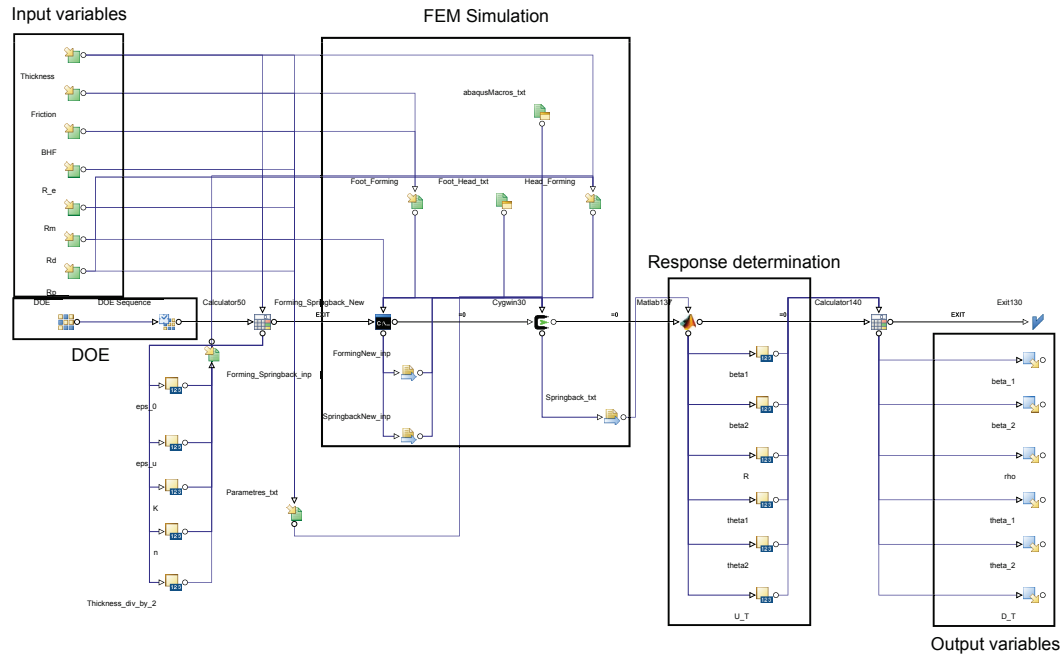 Input variables
FEM Simulation
Thickness
abaqusMacros_txt
Friction
BHF
Foot_Forming
Foot_Head_txt
Head_Forming
R_e
Rm
Rd
Response determination
Rp
DOE
DOE Sequence
Calculator50
Forming_Springback_New
Cygwin30
Matlab137
Calculator140
Exit130
EXIT
=0
=0
=0
EXIT
DOE
FormingNew_inp
Forming_Springback_inp
beta1
beta_1
eps_0
Springback_txt
SpringbackNew_inp
beta2
beta_2
eps_u
R
rho
Parametres_txt
K
theta1
theta_1
n
theta2
theta_2
Thickness_div_by_2
U_T
D_T
Output variables